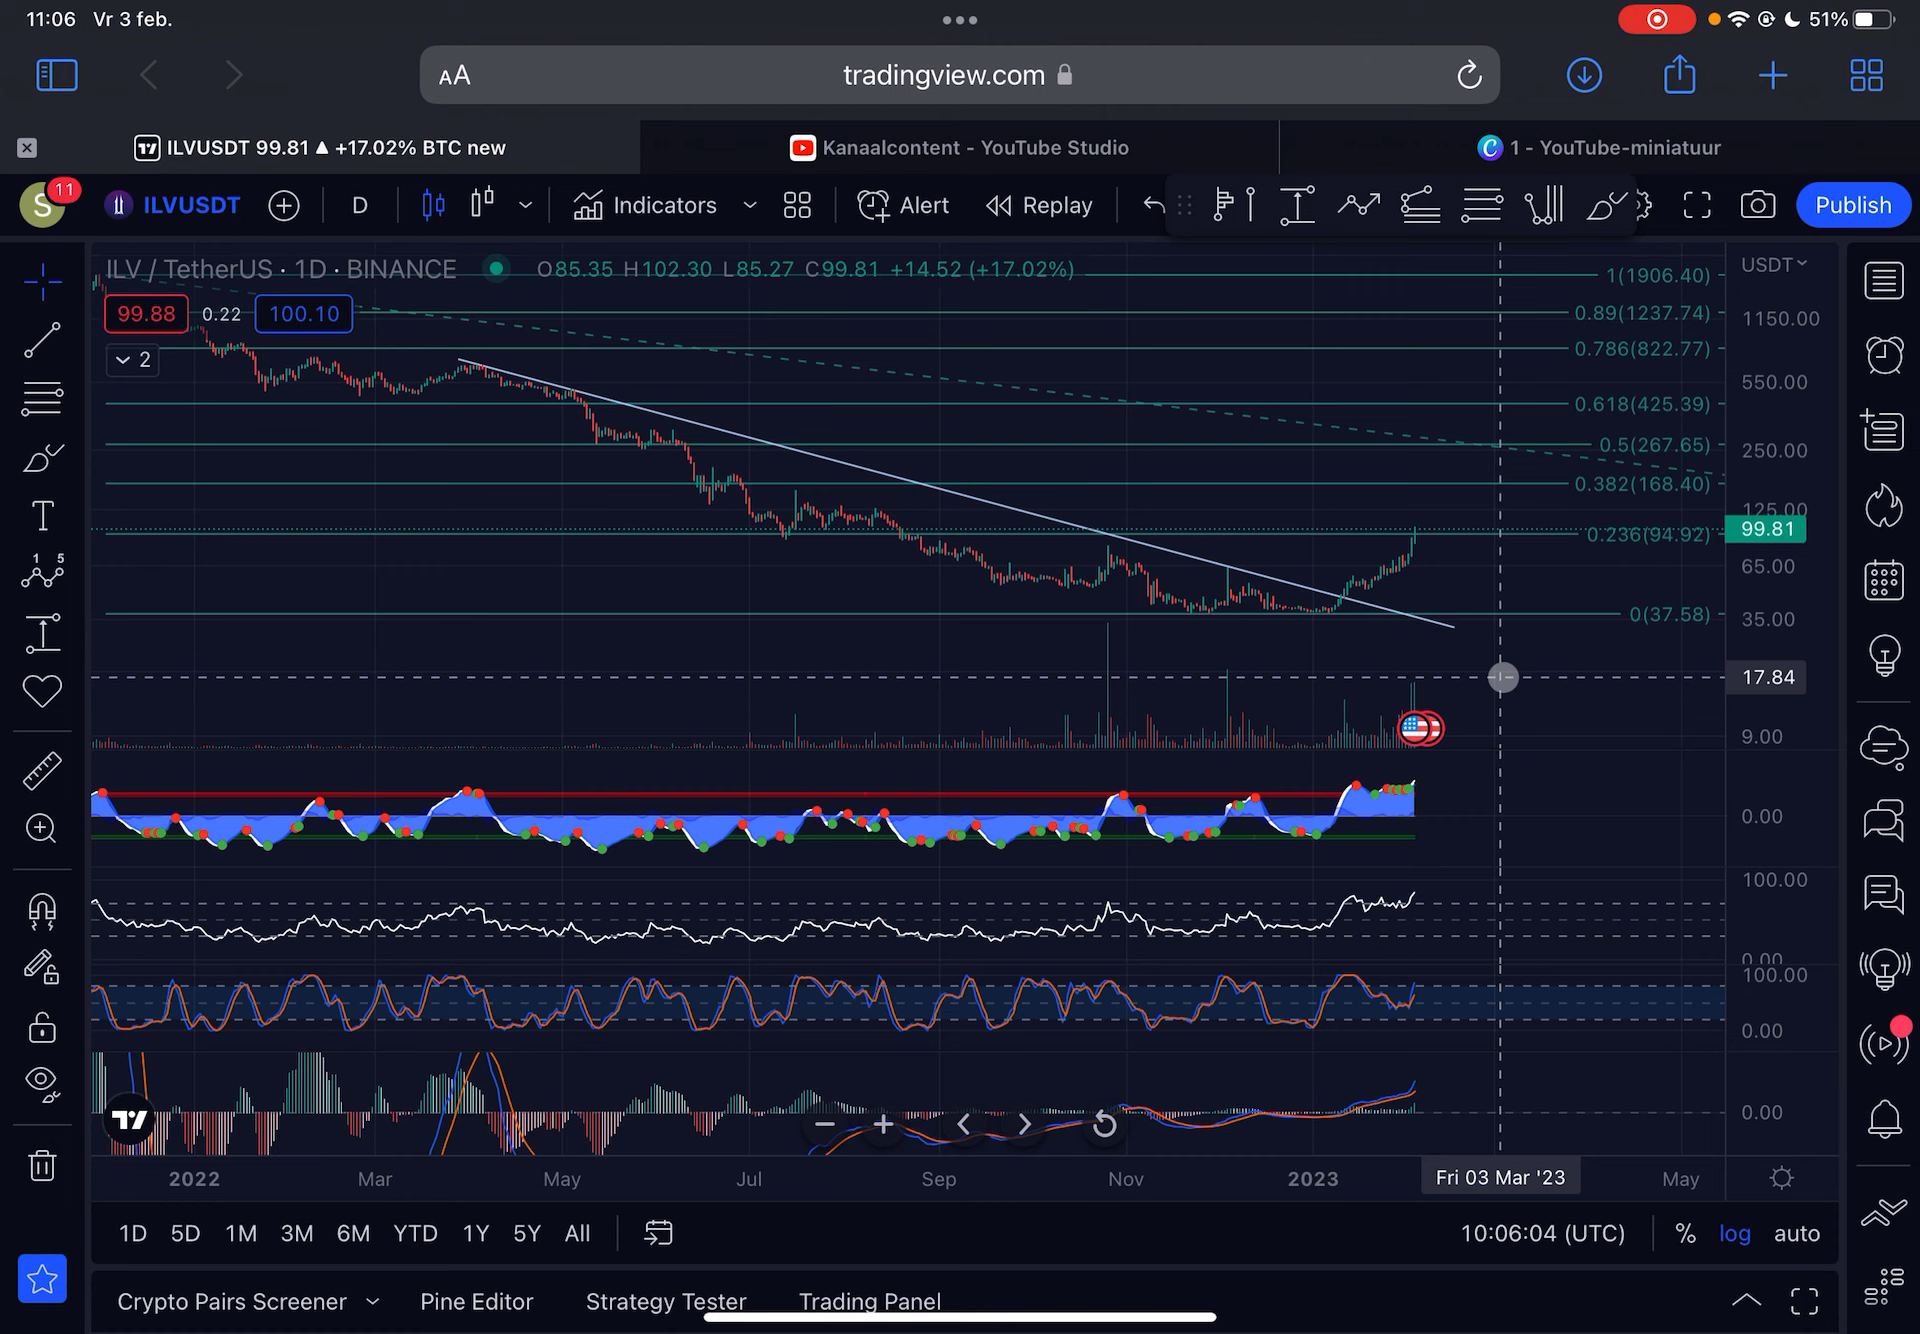 11:06 Vr 3 feb.
51%
AA
tradingview.com
ILVUSDT 99.81 ▲ +17.02% BTC new
Kanaalcontent - YouTube Studio
1 - YouTube-miniatuur
S
11
ILVUSDT
D
Indicators
Alert
Replay
Publish
ILV / TetherUS · 1D · BINANCE
O85.35 H102.30 L85.27 C99.81 +14.52 (+17.02%)
99.88
0.22
100.10
2
1(1906.40)
0.89(1237.74)
0.786(822.77)
0.618(425.39)
0.5(267.65)
0.382(168.40)
0.236(94.92)
0(37.58)
USDT
1150.00
550.00
250.00
125.00
99.81
65.00
35.00
17.84
9.00
0.00
100.00
0.00
100.00
0.00
0.00
T
1 5
2022
Mar
May
Jul
Sep
Nov
2023
Fri 03 Mar '23
May
1D 5D 1M 3M 6M YTD 1Y 5Y All
10:06:04 (UTC)
% log auto
Crypto Pairs Screener
Pine Editor
Strategy Tester
Trading Panel